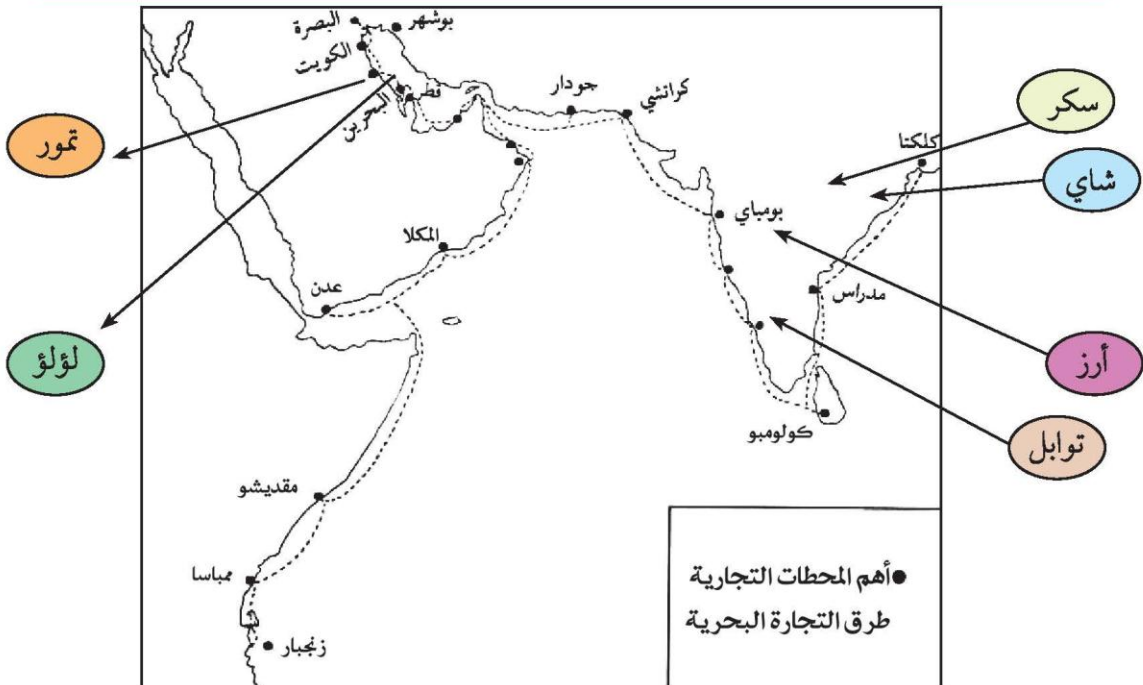 البصرة
بوشهر
الكويت
قطر
البحرين
جودار
كراتشي
كلكتا
سكر
شاي
تمور
لؤلؤ
بومباي
المكلا
عدن
مدراس
أرز
توابل
كولومبو
مقديشو
ممباسا
زنجبار
أهم المحطات التجارية
طرق التجارة البحرية